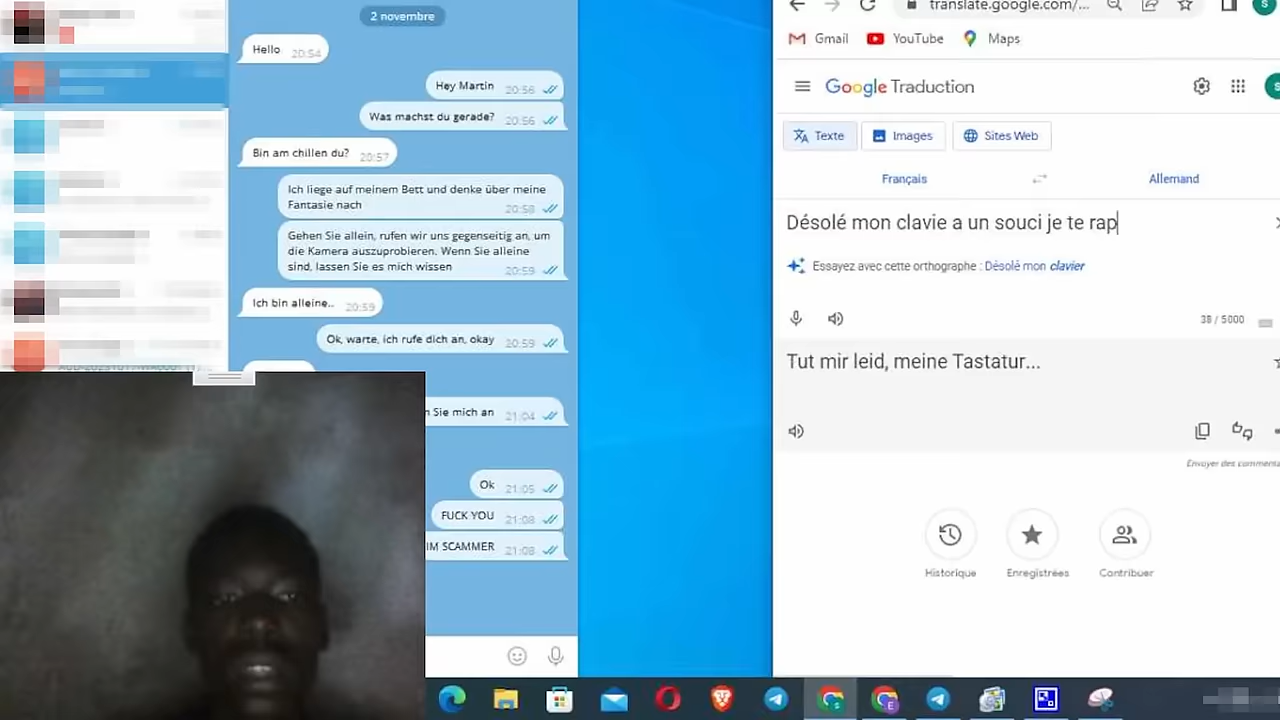 2 novembre
Hello 20:54
Hey Martin 20:56
Was machst du gerade? 20:56
Bin am chillen du? 20:57
Ich liege auf meinem Bett und denke über meine
Fantasie nach 20:58
Gehen Sie allein, rufen wir uns gegenseitig an, um
die Kamera auszuprobieren. Wenn Sie alleine
sind, lassen Sie es mich wissen 20:59
Ich bin alleine.. 20:59
Ok, warte, ich rufe dich an, okay 20:59
Sie mich an 21:04
Ok 21:05
FUCK YOU 21:08
IM SCAMMER 21:08
translate.google.com/...
Gmail YouTube Maps
Google Traduction
Texte Images Sites Web
Français Allemand
Désolé mon clavie a un souci je te rap
Essayez avec cette orthographe : Désolé mon clavier
38 / 5000
Tut mir leid, meine Tastatur...
Envoyer des commenta
Historique Enregistrées Contribuer